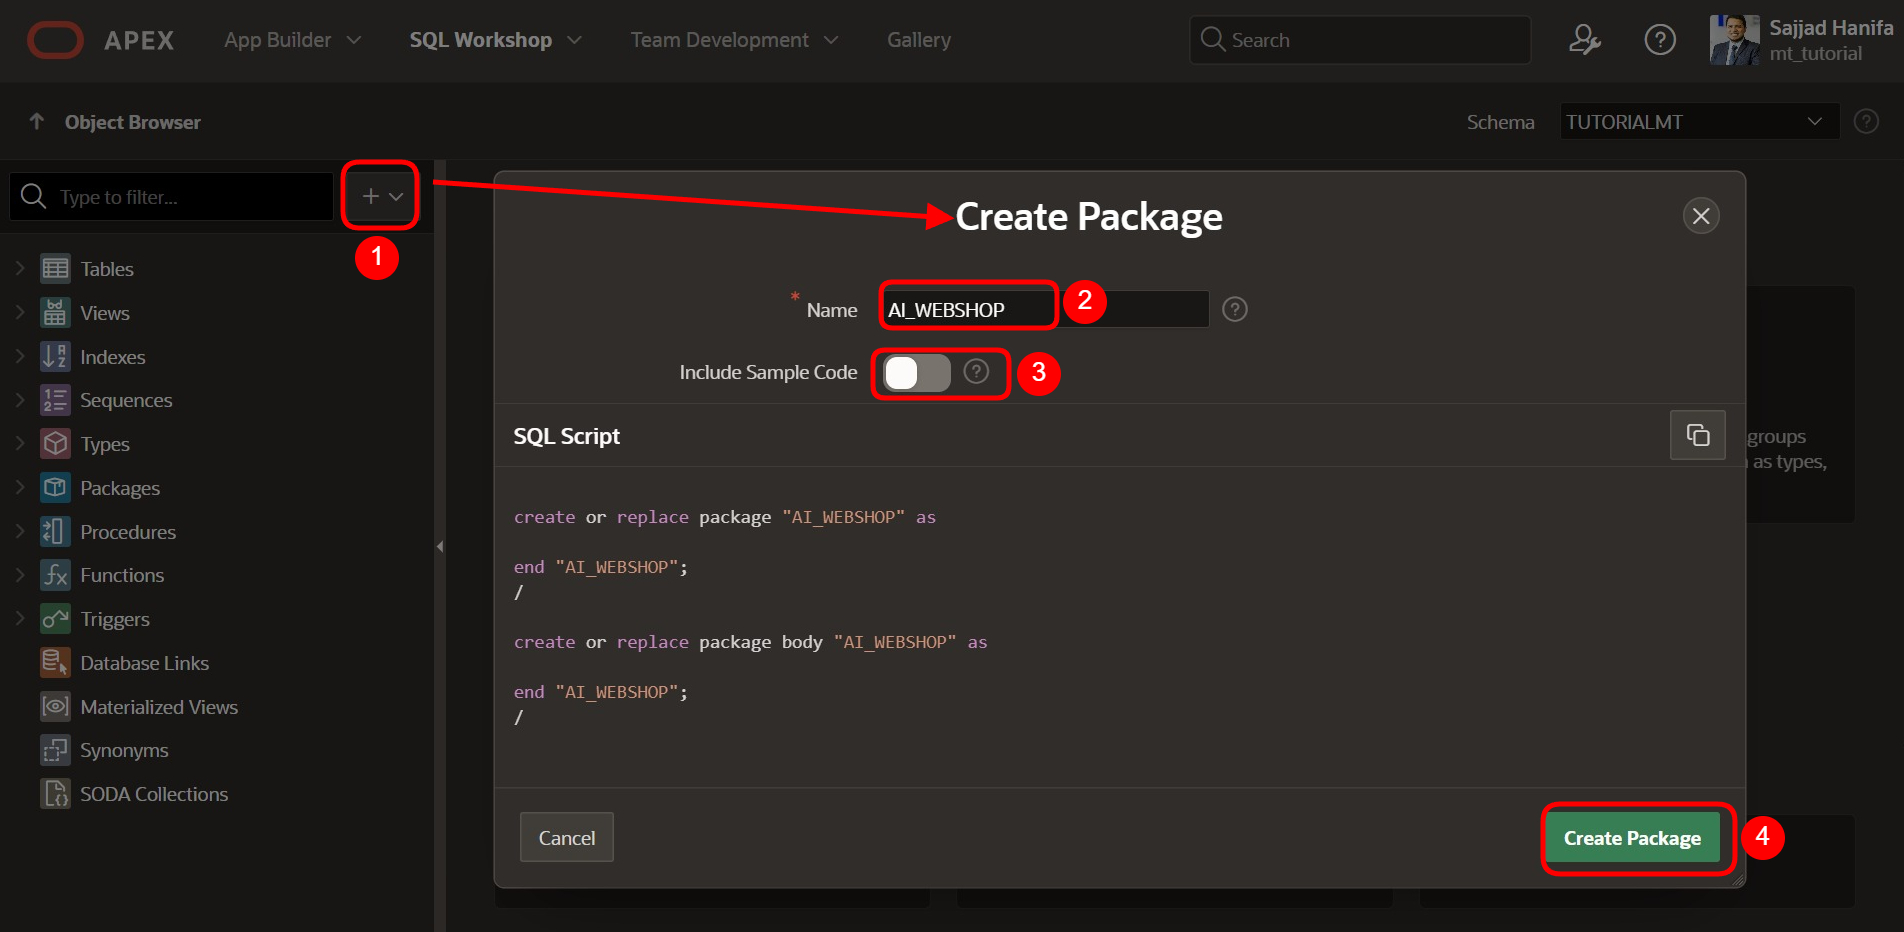 APEX
App Builder
SQL Workshop
Team Development
Gallery
Search
Sajjad Hanifa
mt_tutorial
Object Browser
Schema
TUTORIALMT
Type to filter...
1
Tables
Views
Indexes
Sequences
Types
Packages
Procedures
Functions
Triggers
Database Links
Materialized Views
Synonyms
SODA Collections
Create Package
* Name
AI_WEBSHOP
2
Include Sample Code
3
SQL Script
create or replace package "AI_WEBSHOP" as
end "AI_WEBSHOP";
/
create or replace package body "AI_WEBSHOP" as
end "AI_WEBSHOP";
/
groups
as types,
Cancel
Create Package
4